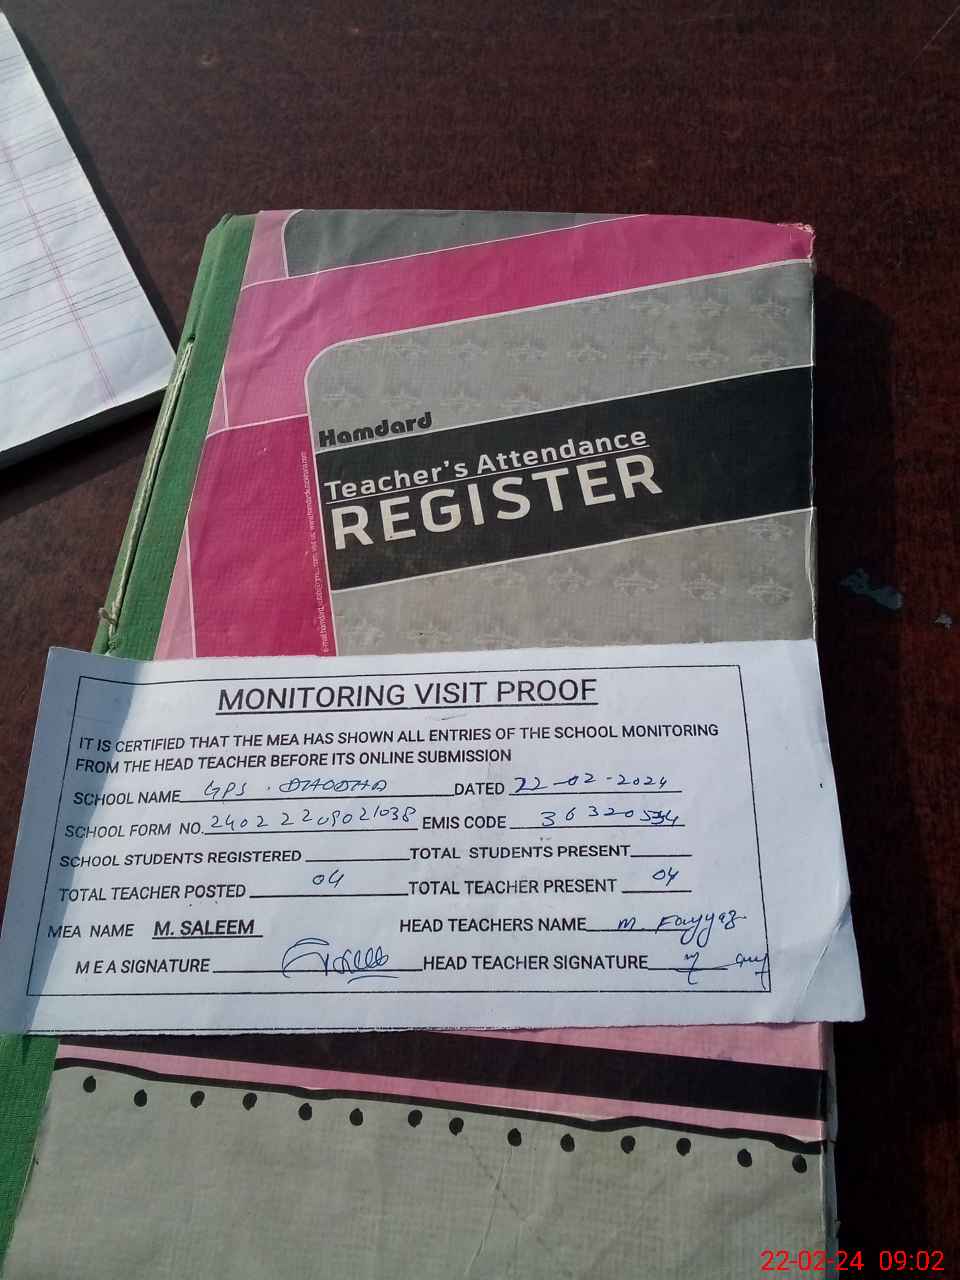 Hamdard
Teacher's Attendance
REGISTER
MONITORING VISIT PROOF
IT IS CERTIFIED THAT THE MEA HAS SHOWN ALL ENTRIES OF THE SCHOOL MONITORING
FROM THE HEAD TEACHER BEFORE ITS ONLINE SUBMISSION
SCHOOL NAME GPS. DHODHA DATED 22-02-2024
SCHOOL FORM NO. 24022209021038 EMIS CODE 36320534
SCHOOL STUDENTS REGISTERED TOTAL STUDENTS PRESENT
TOTAL TEACHER POSTED 04 TOTAL TEACHER PRESENT 04
MEA NAME M. SALEEM HEAD TEACHERS NAME M. Fayyaz
MEA SIGNATURE HEAD TEACHER SIGNATURE
22-02-24 09:02